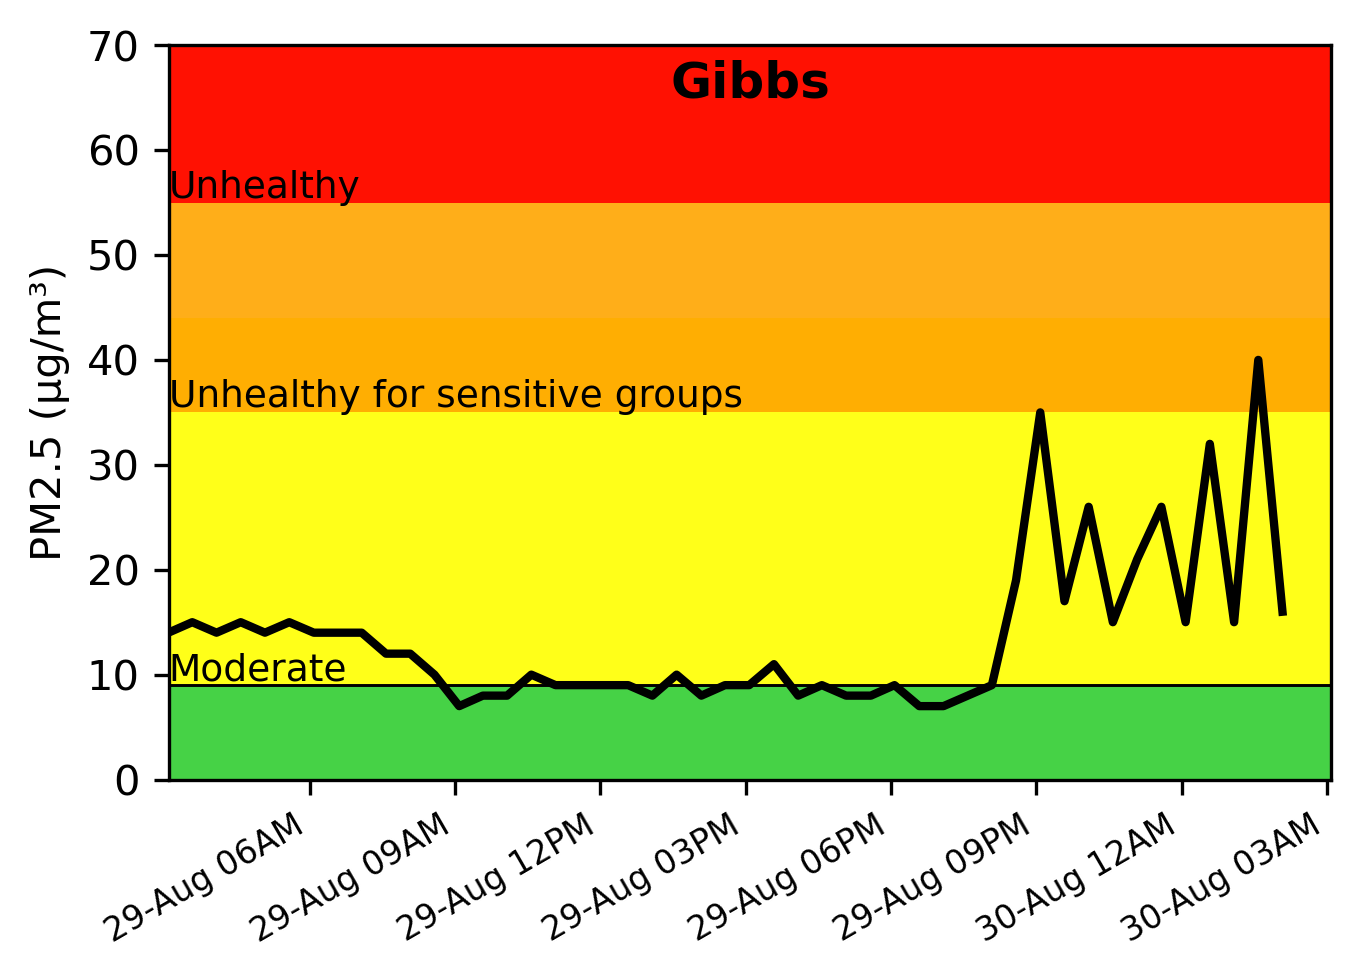 Gibbs
70
60
50
40
30
20
10
0
PM2.5 (µg/m³)
Unhealthy
Unhealthy for sensitive groups
Moderate
29-Aug 06AM
29-Aug 09AM
29-Aug 12PM
29-Aug 03PM
29-Aug 06PM
29-Aug 09PM
30-Aug 12AM
30-Aug 03AM